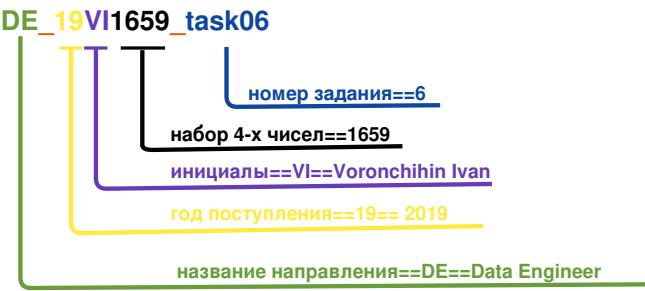 DE_19VI1659_task06
номер задания==6
набор 4-х чисел==1659
инициалы==VI==Voronchihin Ivan
год поступления==19== 2019
название направления==DE==Data Engineer